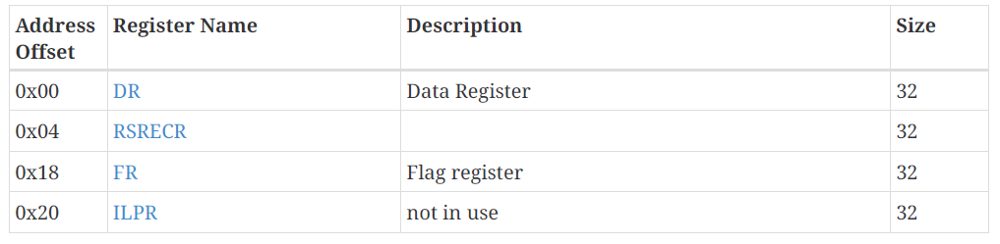 Address Offset Register Name Description Size
0x00 DR Data Register 32
0x04 RSRECR 32
0x18 FR Flag register 32
0x20 ILPR not in use 32